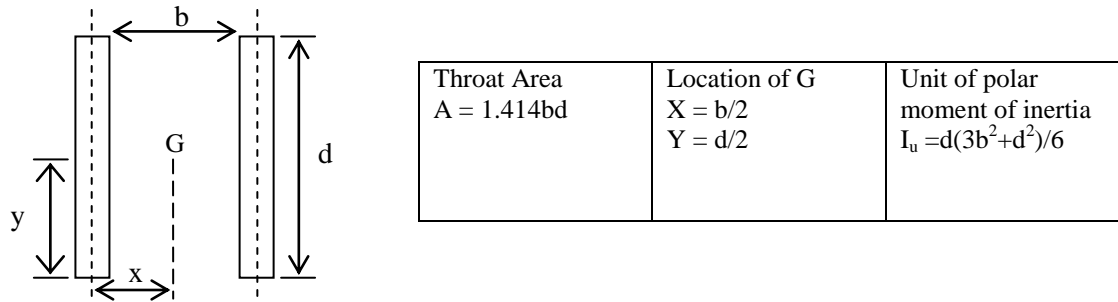 b
G
d
y
x
Throat Area
A = 1.414bd
Location of G
X = b/2
Y = d/2
Unit of polar
moment of inertia
Iᵤ =d(3b²+d²)/6